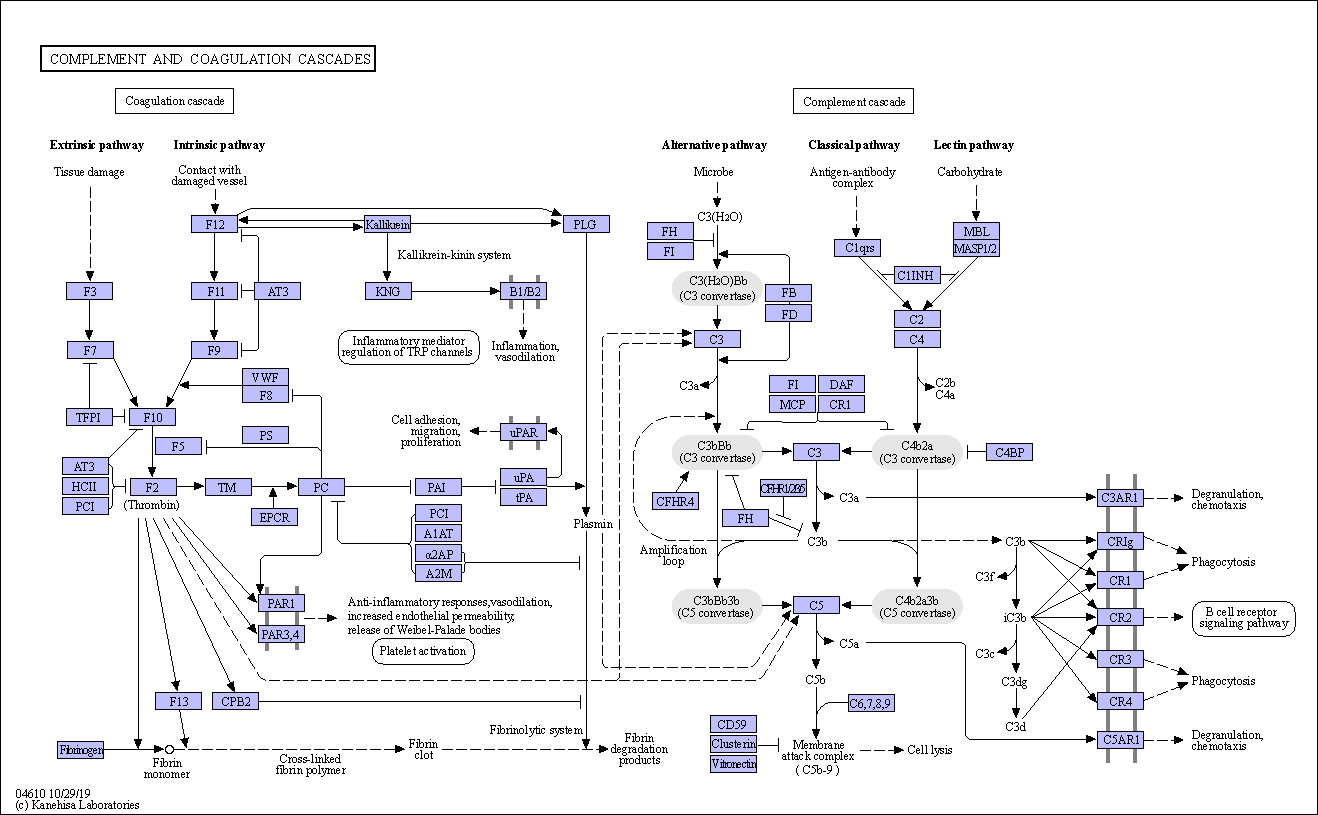 COMPLEMENT AND COAGULATION CASCADES
Coagulation cascade
Complement cascade
Extrinsic pathway
Intrinsic pathway
Alternative pathway
Classical pathway
Lectin pathway
Tissue damage
Contact with
damaged vessel
Microbe
Antigen-antibody
complex
Carbohydrate
F12
Kallikrein
PLG
C3(H2O)
FH
FI
C1qrs
MBL
MASP1/2
Kallikrein-kinin system
C1INH
F3
F11
AT3
KNG
B1/B2
C3(H2O)Bb
(C3 convertase)
FB
FD
C2
C4
F7
F9
Inflammatory mediator
regulation of TRP channels
Inflammation,
vasodilation
C3
VWF
F8
C3a
FI
DAF
MCP
CR1
C2b
C4a
TFPI
F10
Cell adhesion,
migration,
proliferation
uPAR
F5
PS
C3bBb
(C3 convertase)
C3
C4b2a
(C3 convertase)
C4BP
AT3
HCII
PCI
F2
(Thrombin)
TM
PC
PAI
uPA
tPA
EPCR
CFHR4
FH
C3a
C3AR1
Degranulation,
chemotaxis
PCI
A1AT
α2AP
A2M
Plasmin
Amplification
loop
C3b
C3b
CRIg
Phagocytosis
C3f
CR1
PAR1
PAR3,4
Anti-inflammatory responses,vasodilation,
increased endothelial permeability,
release of Weibel-Palade bodies
Platelet activation
C3bBb3b
(C5 convertase)
C5
C4b2a3b
(C5 convertase)
iC3b
CR2
B cell receptor
signaling pathway
C5a
C3c
CR3
C5b
C3dg
Phagocytosis
F13
CPB2
C6,7,8,9
CR4
C3d
Fibrinolytic system
CD59
Clusterin
Vitronectin
Fibrinogen
Fibrin
monomer
Cross-linked
fibrin polymer
Fibrin
clot
Fibrin
degradation
products
Membrane
attack complex
( C5b-9 )
Cell lysis
C5AR1
Degranulation,
chemotaxis
04610 10/29/19
(c) Kanehisa Laboratories